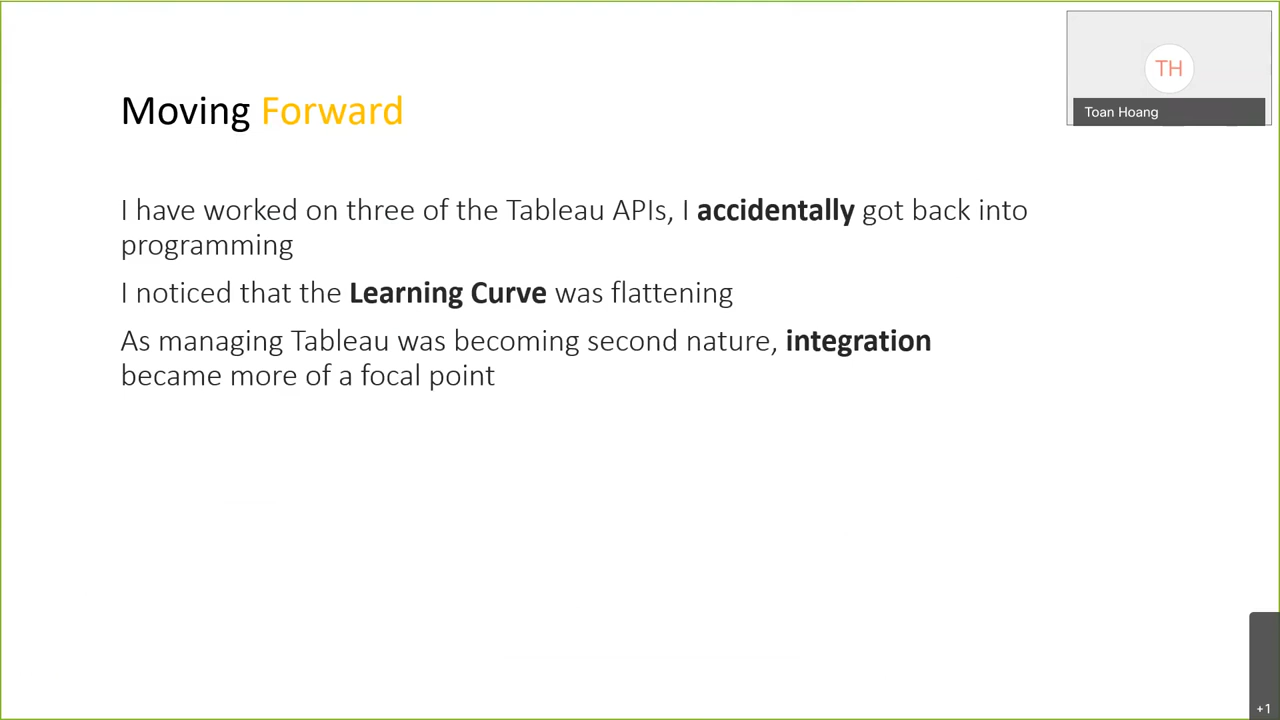 TH
Toan Hoang
Moving Forward
I have worked on three of the Tableau APIs, I accidentally got back into
programming
I noticed that the Learning Curve was flattening
As managing Tableau was becoming second nature, integration
became more of a focal point
+1